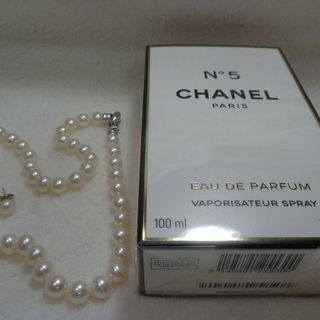 N°5
CHANEL
PARIS
EAU DE PARFUM
VAPORISATEUR SPRAY
100 ml